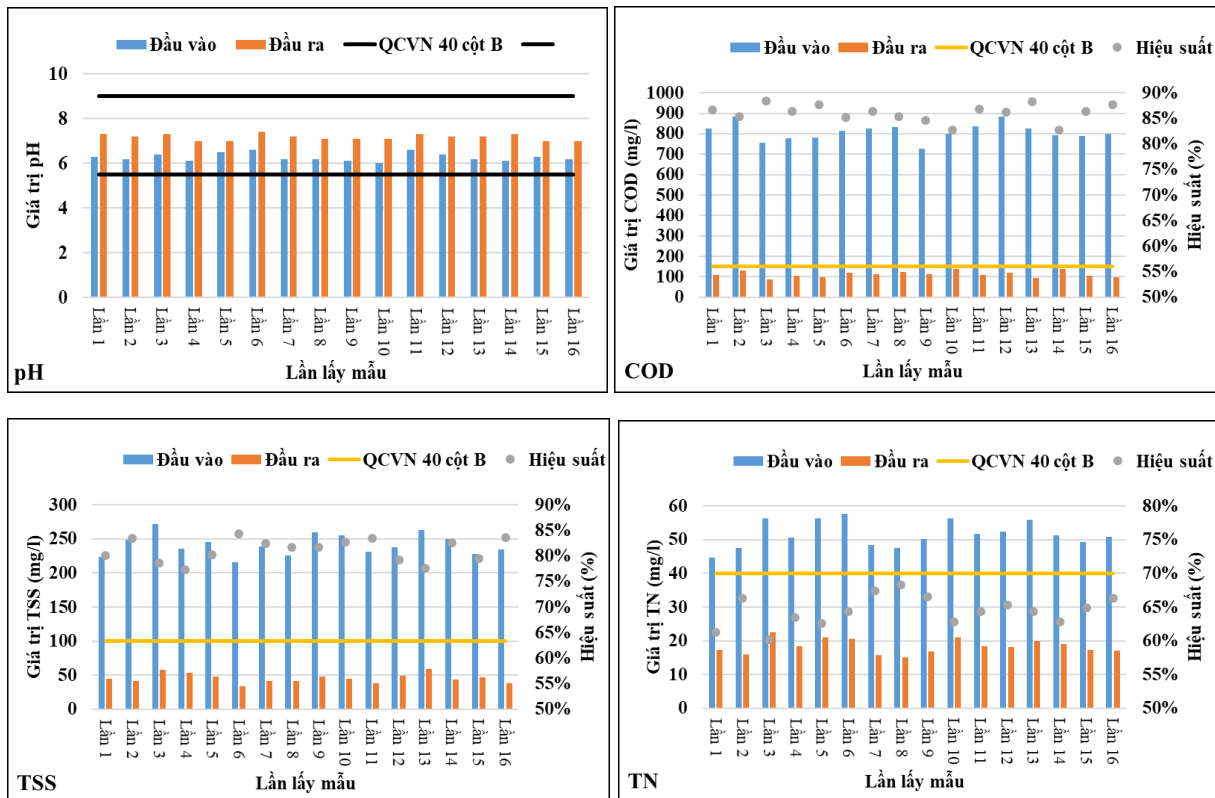 Đầu vào Đầu ra QCVN 40 cột B
Giá trị pH
10
8
6
4
2
0
Lần 1 Lần 2 Lần 3 Lần 4 Lần 5 Lần 6 Lần 7 Lần 8 Lần 9 Lần 10 Lần 11 Lần 12 Lần 13 Lần 14 Lần 15 Lần 16
Lần lấy mẫu
pH
Đầu vào Đầu ra QCVN 40 cột B Hiệu suất
Giá trị COD (mg/l)
1000
900
800
700
600
500
400
300
200
100
0
90%
85%
80%
75%
70%
65%
60%
55%
50%
Hiệu suất (%)
Lần 1 Lần 2 Lần 3 Lần 4 Lần 5 Lần 6 Lần 7 Lần 8 Lần 9 Lần 10 Lần 11 Lần 12 Lần 13 Lần 14 Lần 15 Lần 16
Lần lấy mẫu
COD
Đầu vào Đầu ra QCVN 40 cột B Hiệu suất
Giá trị TSS (mg/l)
300
250
200
150
100
50
0
90%
85%
80%
75%
70%
65%
60%
55%
50%
Hiệu suất (%)
Lần 1 Lần 2 Lần 3 Lần 4 Lần 5 Lần 6 Lần 7 Lần 8 Lần 9 Lần 10 Lần 11 Lần 12 Lần 13 Lần 14 Lần 15 Lần 16
Lần lấy mẫu
TSS
Đầu vào Đầu ra QCVN 40 cột B Hiệu suất
Giá trị TN (mg/l)
60
50
40
30
20
10
0
80%
75%
70%
65%
60%
55%
50%
Hiệu suất (%)
Lần 1 Lần 2 Lần 3 Lần 4 Lần 5 Lần 6 Lần 7 Lần 8 Lần 9 Lần 10 Lần 11 Lần 12 Lần 13 Lần 14 Lần 15 Lần 16
Lần lấy mẫu
TN